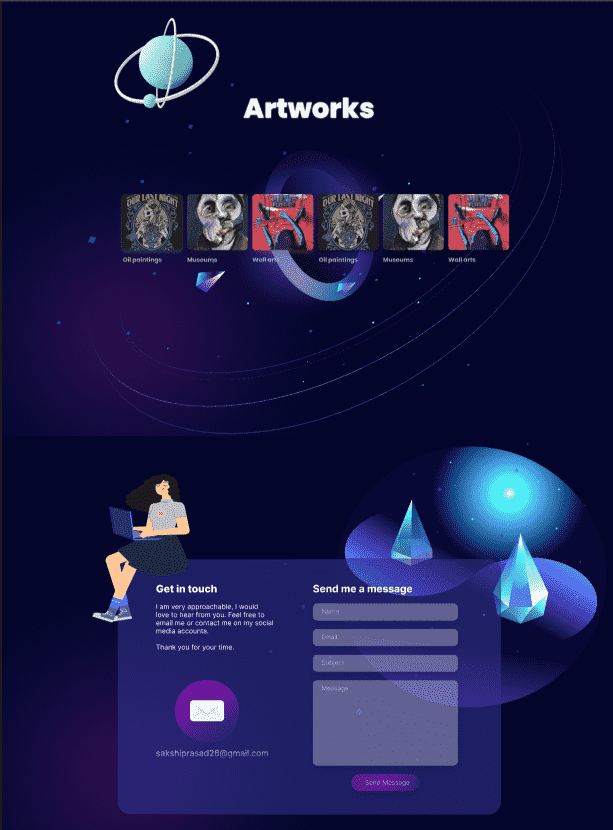 Artworks
OUR LAST NIGHT
OUR LAST NIGHT
Oil paintings
Museums
Wall arts
Oil paintings
Museums
Wall arts
Get in touch
I am very approachable, I would
love to hear from you. Feel free to
email me or contact me on my social
media accounts.
Thank you for your time.
sakshiprasad26@gmail.com
Send me a message
Name
Email
Subject
Message
Send Message